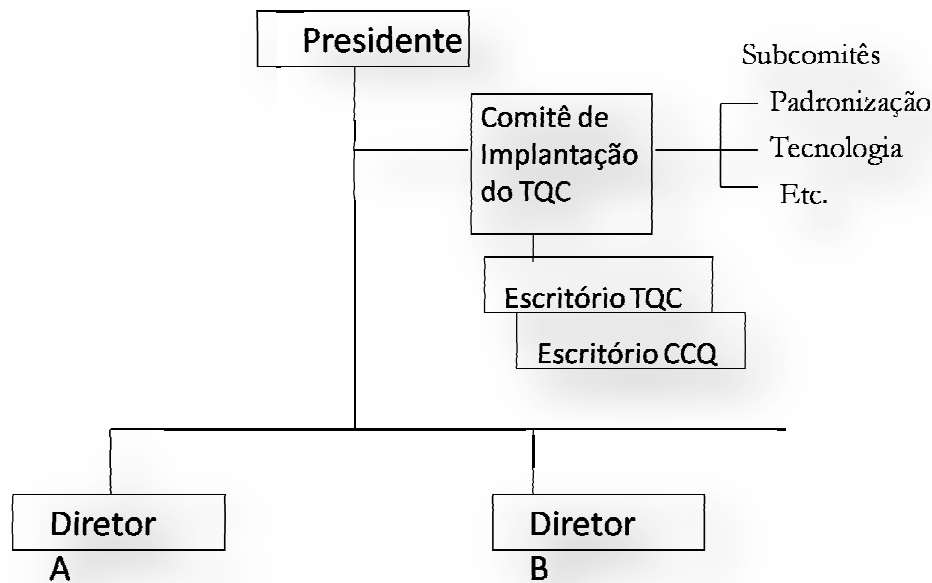 Presidente
Subcomitês
Padronização
Tecnologia
Etc.
Comitê de
Implantação
do TQC
Escritório TQC
Escritório CCQ
Diretor
A
Diretor
B